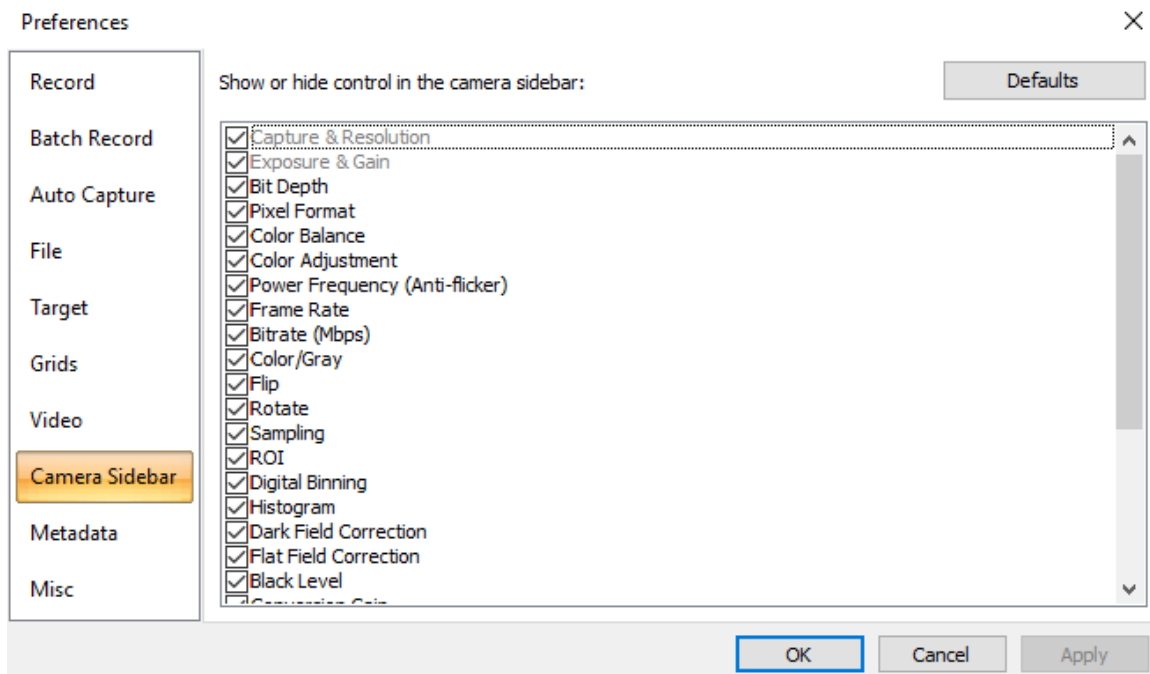 Preferences
Record
Batch Record
Auto Capture
File
Target
Grids
Video
Camera Sidebar
Metadata
Misc
Show or hide control in the camera sidebar:
Defaults
Capture & Resolution
Exposure & Gain
Bit Depth
Pixel Format
Color Balance
Color Adjustment
Power Frequency (Anti-flicker)
Frame Rate
Bitrate (Mbps)
Color/Gray
Flip
Rotate
Sampling
ROI
Digital Binning
Histogram
Dark Field Correction
Flat Field Correction
Black Level
OK
Cancel
Apply